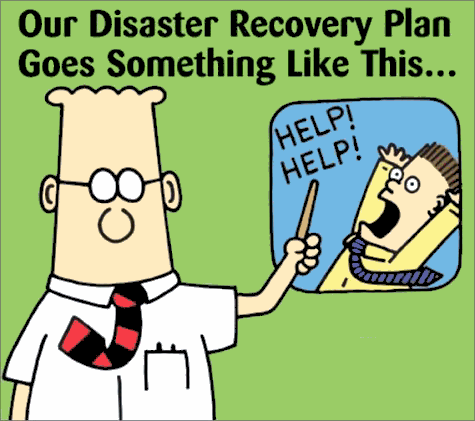 Our Disaster Recovery Plan
Goes Something Like This...
HELP!
HELP!